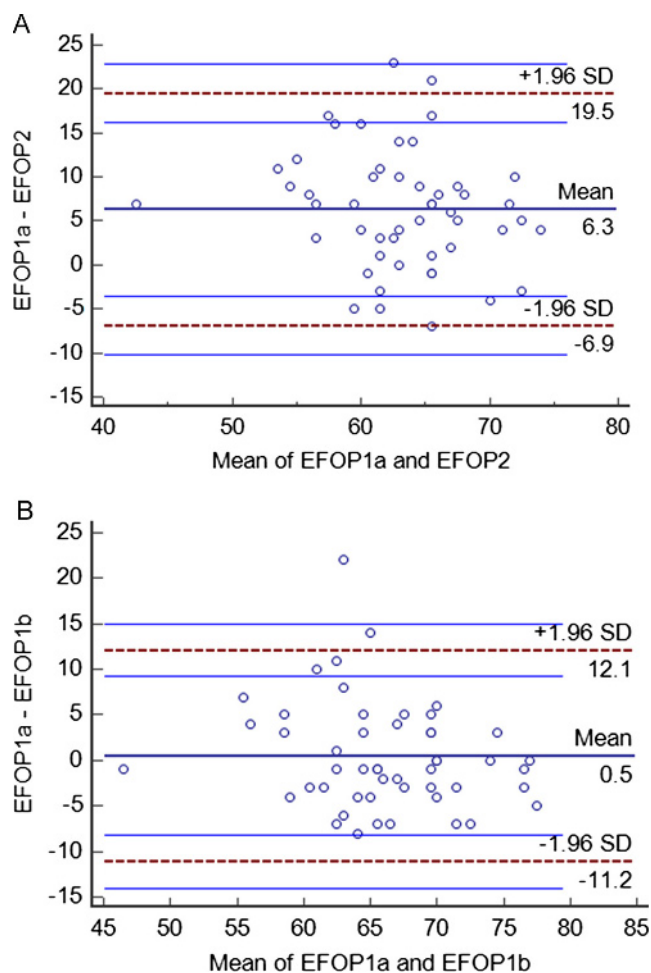 A
25
20
15
10
5
0
-5
-10
-15
EFOP1a - EFOP2
+1.96 SD
19.5
Mean
6.3
-1.96 SD
-6.9
40 50 60 70 80
Mean of EFOP1a and EFOP2
B
25
20
15
10
5
0
-5
-10
-15
EFOP1a - EFOP1b
+1.96 SD
12.1
Mean
0.5
-1.96 SD
-11.2
45 50 55 60 65 70 75 80 85
Mean of EFOP1a and EFOP1b